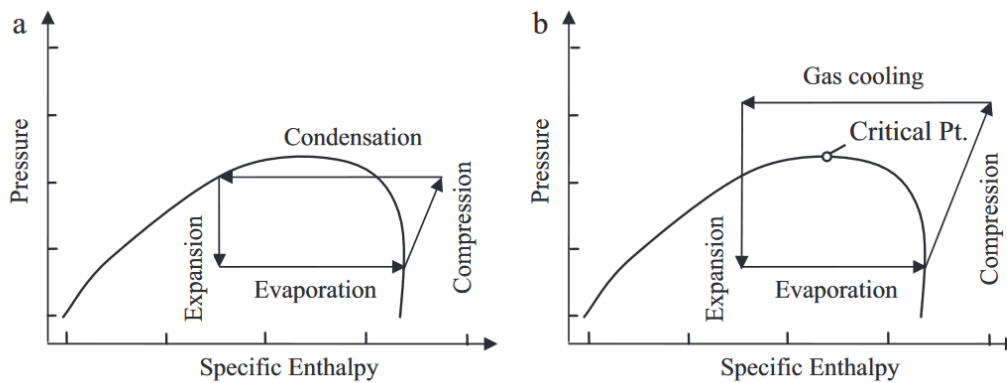 a
Pressure
Condensation
Expansion
Evaporation
Compression
Specific Enthalpy
b
Pressure
Gas cooling
Critical Pt.
Expansion
Evaporation
Compression
Specific Enthalpy